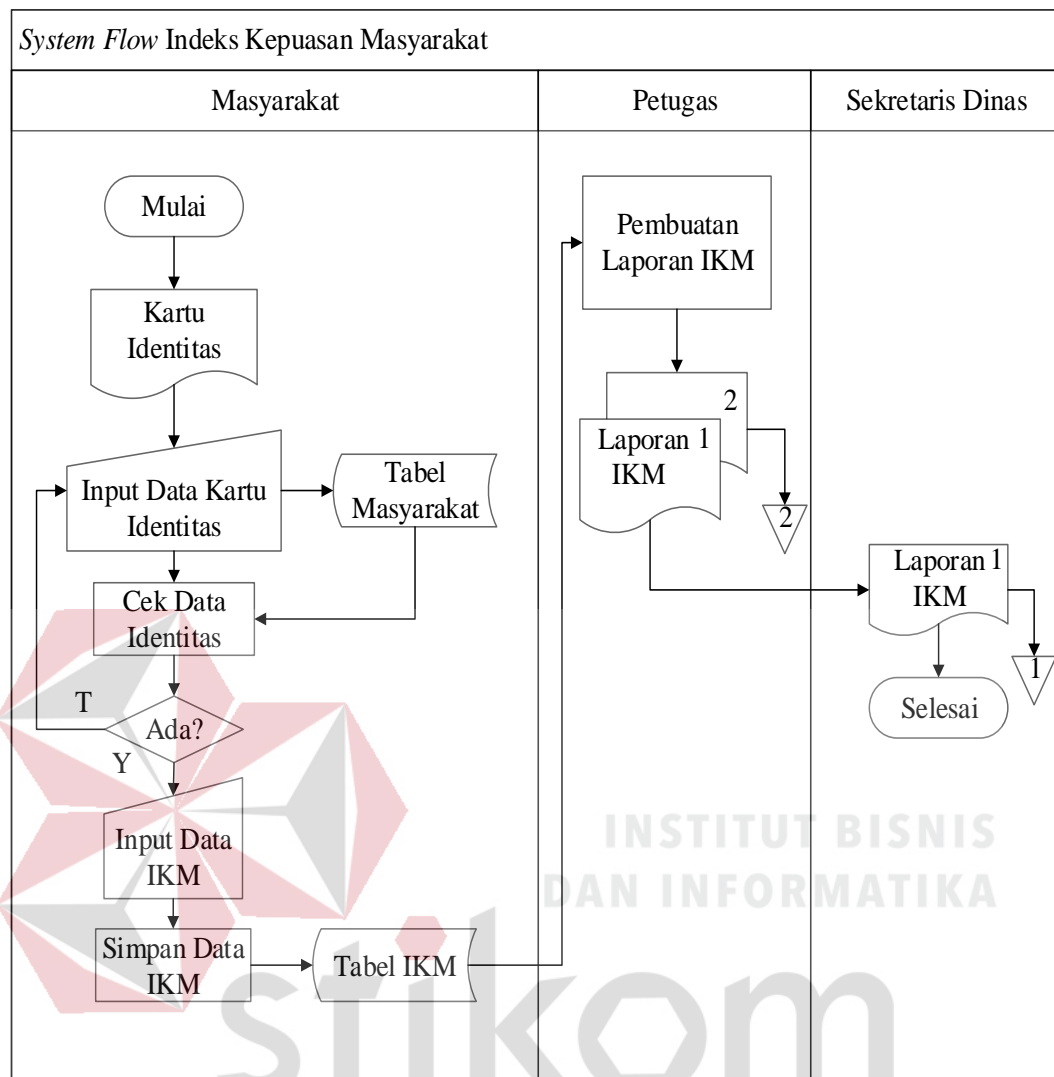 System Flow Indeks Kepuasan Masyarakat
Masyarakat
Petugas
Sekretaris Dinas
Mulai
Kartu
Identitas
Input Data Kartu
Identitas
Tabel
Masyarakat
Cek Data
Identitas
T
Ada?
Y
Input Data
IKM
Simpan Data
IKM
Tabel IKM
Pembuatan
Laporan IKM
2
Laporan 1
IKM
2
Laporan 1
IKM
1
Selesai
INSTITUT BISNIS
DAN INFORMATIKA
stikom